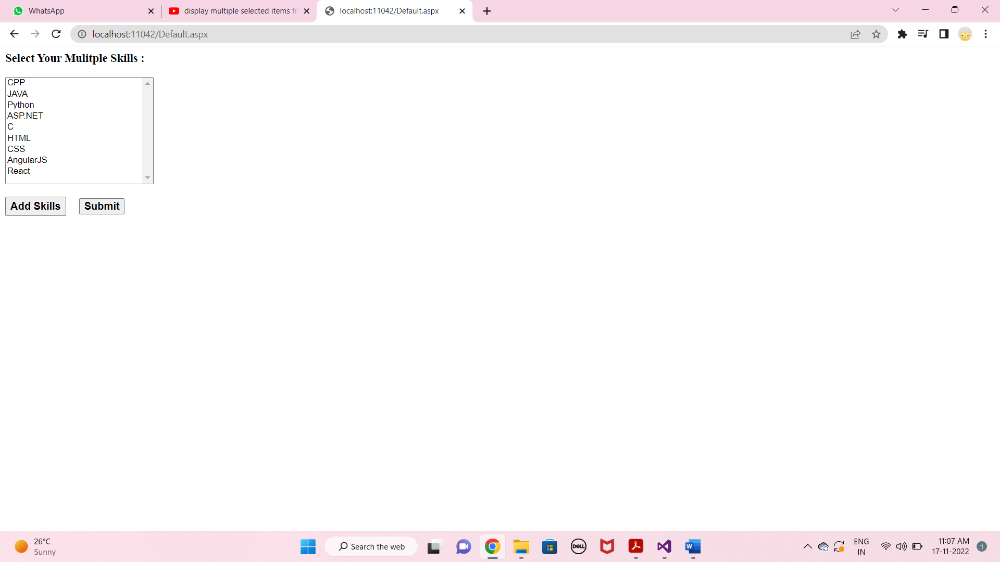 WhatsApp
display multiple selected items fr
localhost:11042/Default.aspx
localhost:11042/Default.aspx
Select Your Mulitple Skills :
CPP
JAVA
Python
ASP.NET
C
HTML
CSS
AngularJS
React
Add Skills
Submit
26°C
Sunny
Search the web
DELL
W
ENG
IN
11:07 AM
17-11-2022
1